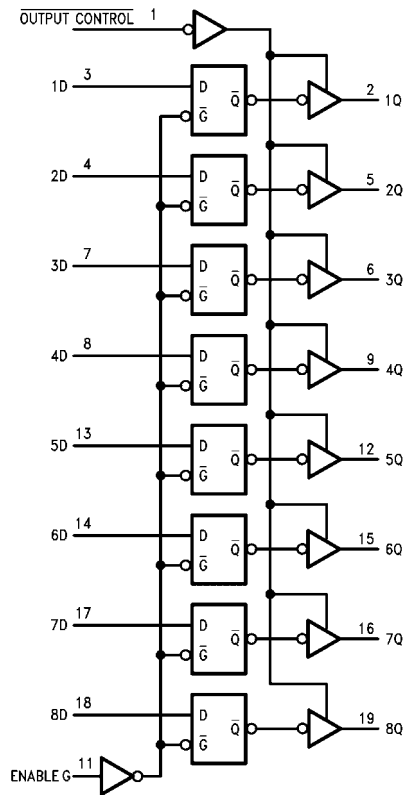 OUTPUT CONTROL 1
3 2
1D D Q̅ 1Q
G̅
4 5
2D D Q̅ 2Q
G̅
7 6
3D D Q̅ 3Q
G̅
8 9
4D D Q̅ 4Q
G̅
13 12
5D D Q̅ 5Q
G̅
14 15
6D D Q̅ 6Q
G̅
17 16
7D D Q̅ 7Q
G̅
18 19
8D D Q̅ 8Q
G̅
11
ENABLE G